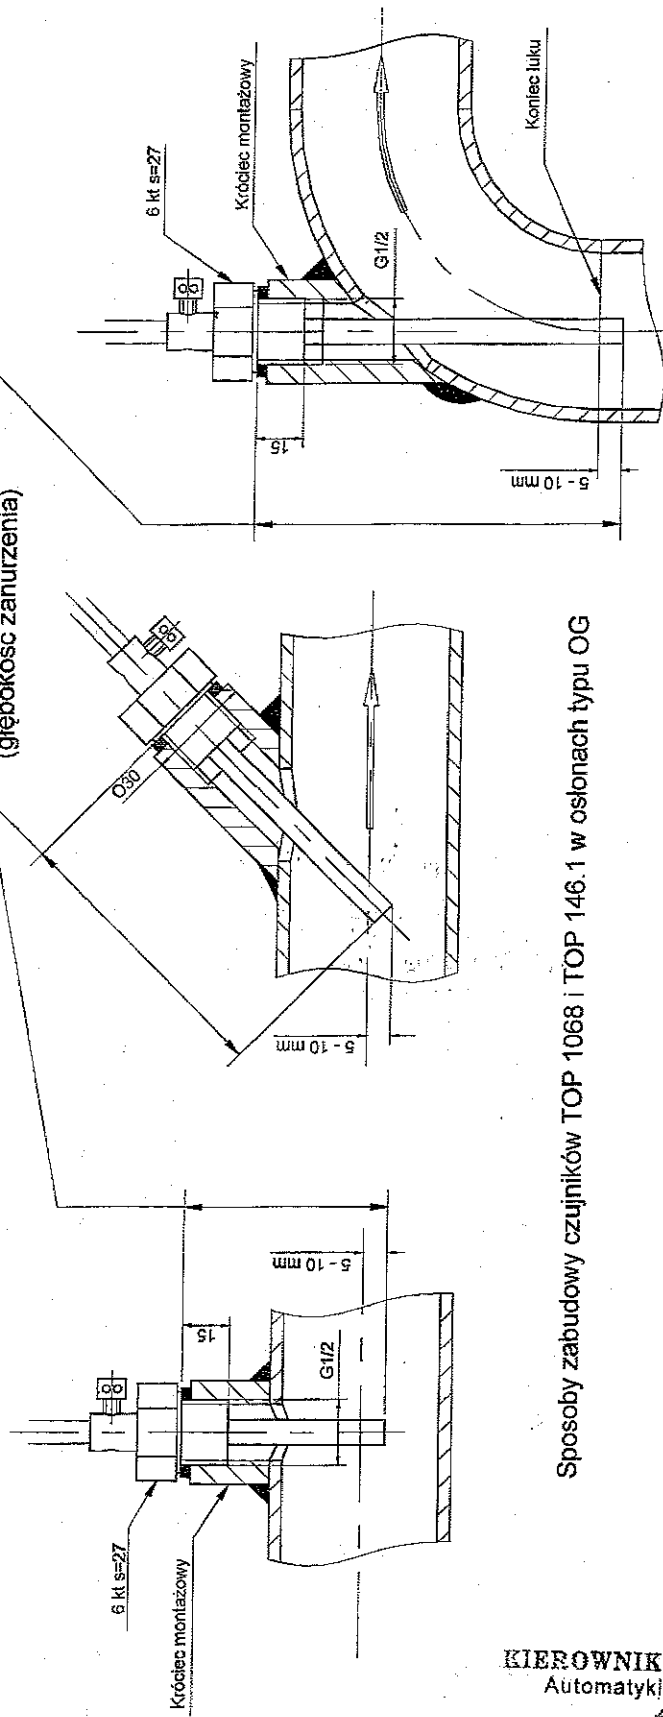 (głębokość zanurzenia)
6 kt s=27
Króciec montażowy
15
G1/2
5 - 10 mm
O30
5 - 10 mm
6 kt s=27
Króciec montażowy
G1/2
15
5 - 10 mm
Koniec łuku
Sposoby zabudowy czujników TOP 1068 i TOP 146.1 w osłonach typu OG
KIEROWNIK
Automatyki